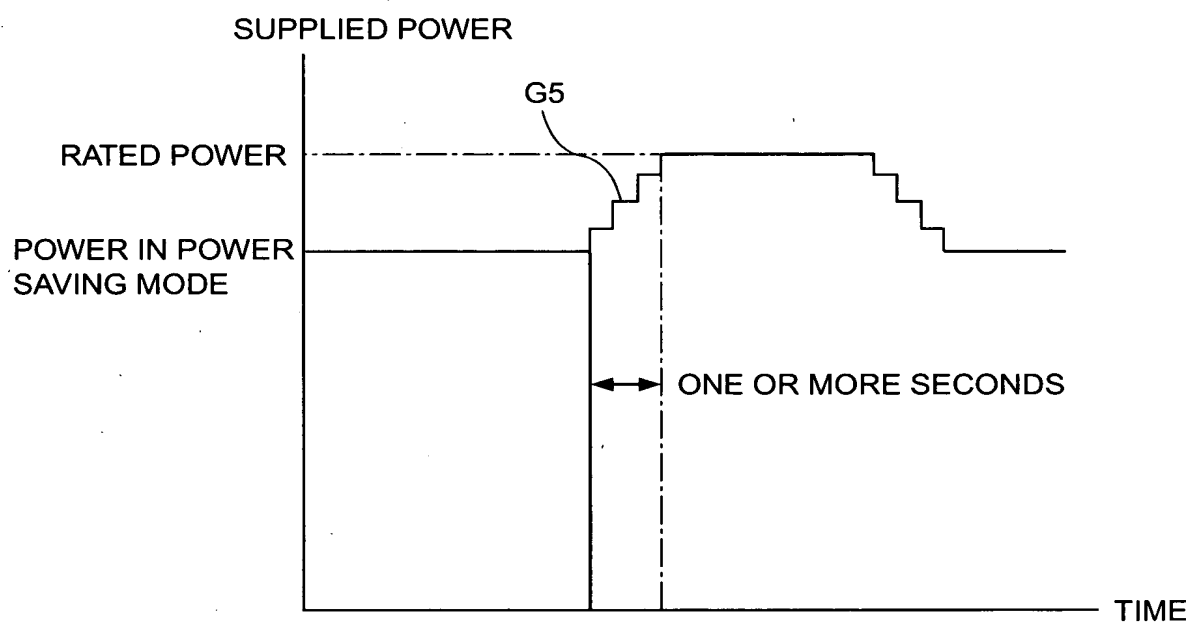 SUPPLIED POWER
G5
RATED POWER
POWER IN POWER
SAVING MODE
ONE OR MORE SECONDS
TIME